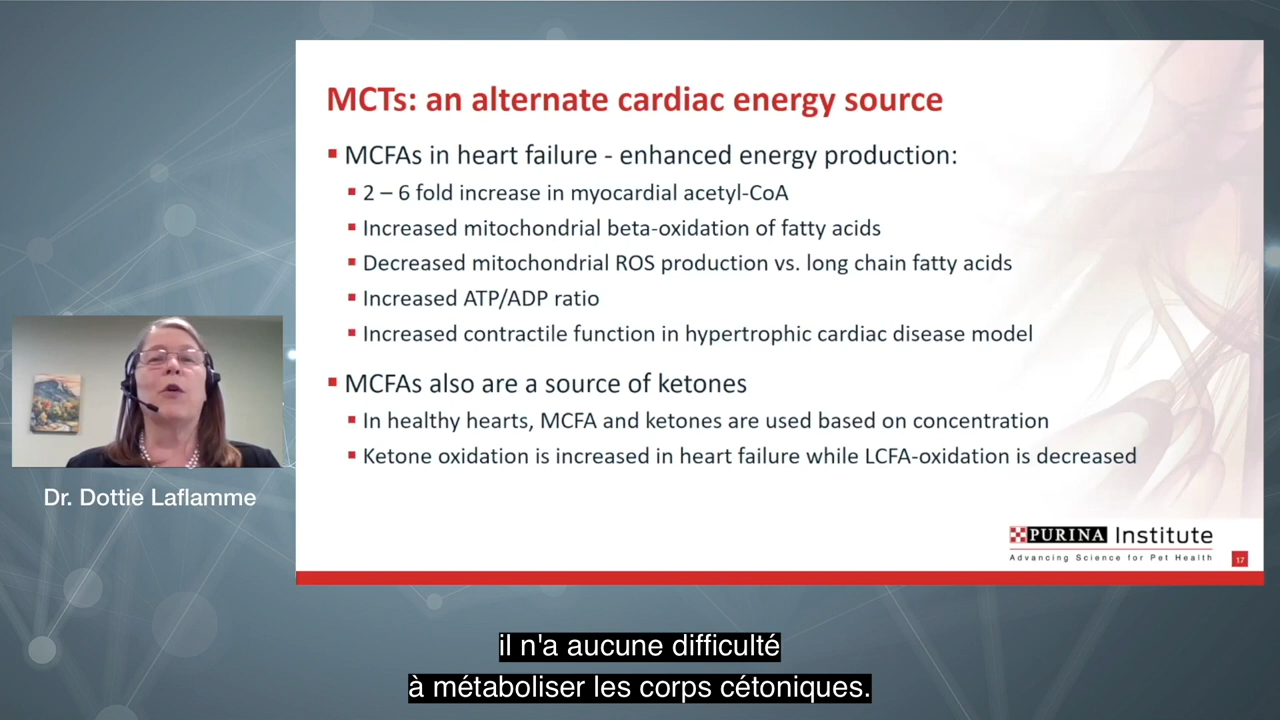 MCTs: an alternate cardiac energy source
MCFAs in heart failure - enhanced energy production:
2 – 6 fold increase in myocardial acetyl-CoA
Increased mitochondrial beta-oxidation of fatty acids
Decreased mitochondrial ROS production vs. long chain fatty acids
Increased ATP/ADP ratio
Increased contractile function in hypertrophic cardiac disease model
MCFAs also are a source of ketones
In healthy hearts, MCFA and ketones are used based on concentration
Ketone oxidation is increased in heart failure while LCFA-oxidation is decreased
Dr. Dottie Laflamme
PURINA Institute
Advancing Science for Pet Health
17
il n'a aucune difficulté
à métaboliser les corps cétoniques.